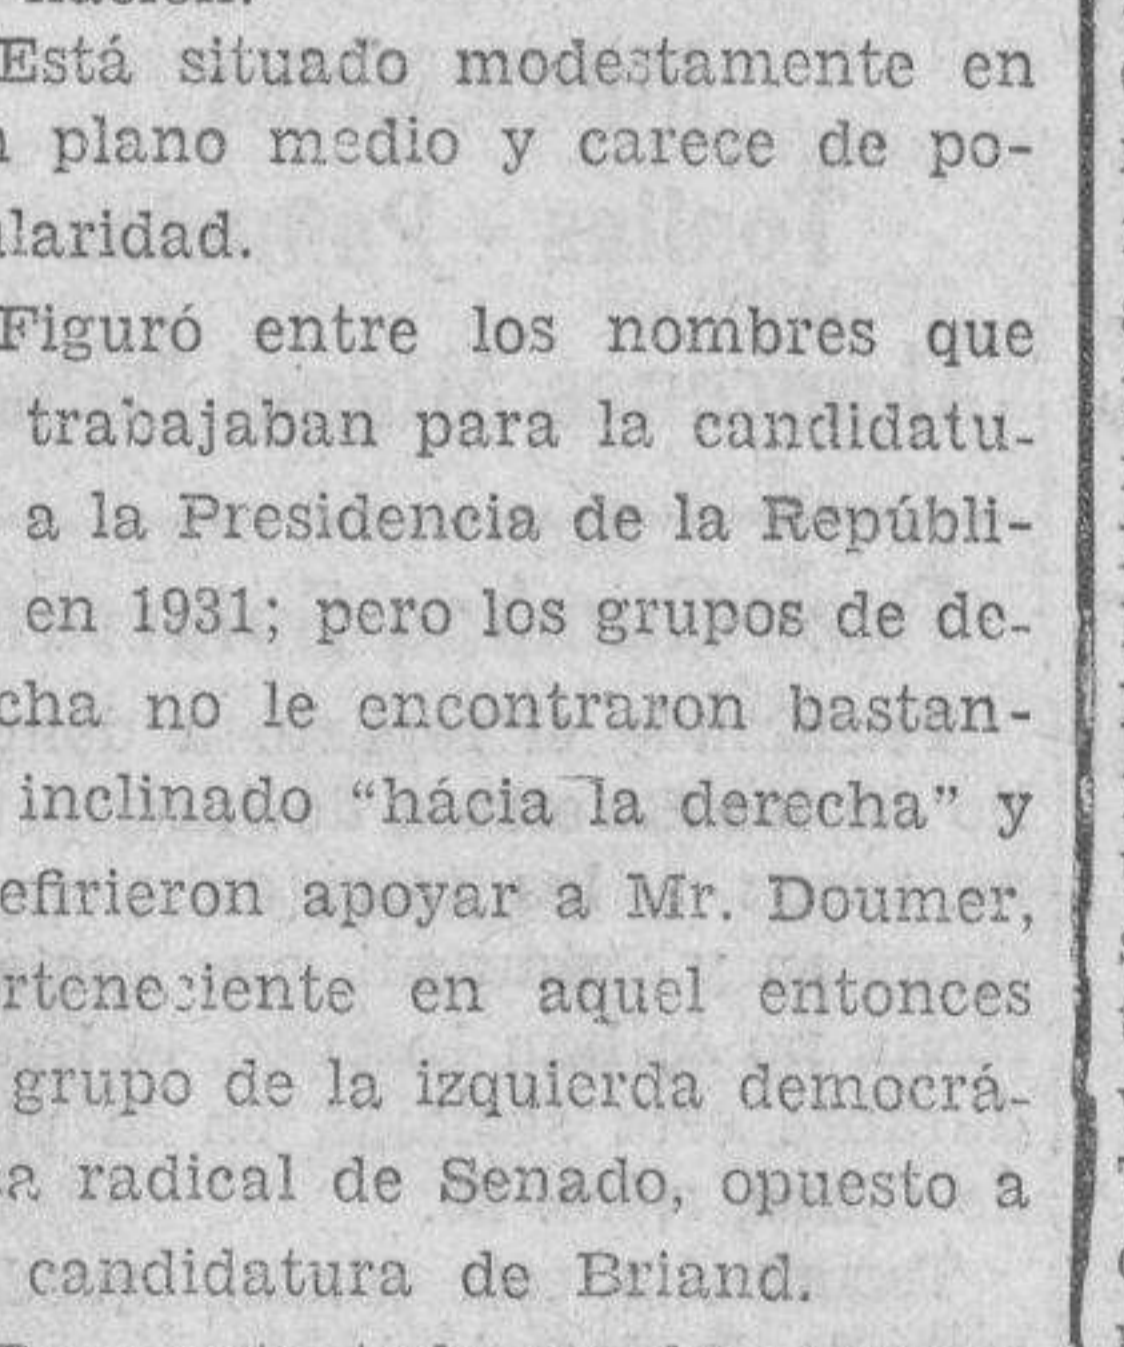 Está situado modestamente en
plano medio y carece de po-
laridad.
Figuró entre los nombres que
trabajaban para la candidatu-
a la Presidencia de la Repúbli-
en 1931; pero los grupos de de-
cha no le encontraron bastan-
inclinado “hácia la derecha” y
efirieron apoyar a Mr. Doumer,
rteneciente en aquel entonces
grupo de la izquierda democrá-
a radical de Senado, opuesto a
candidatura de Briand.